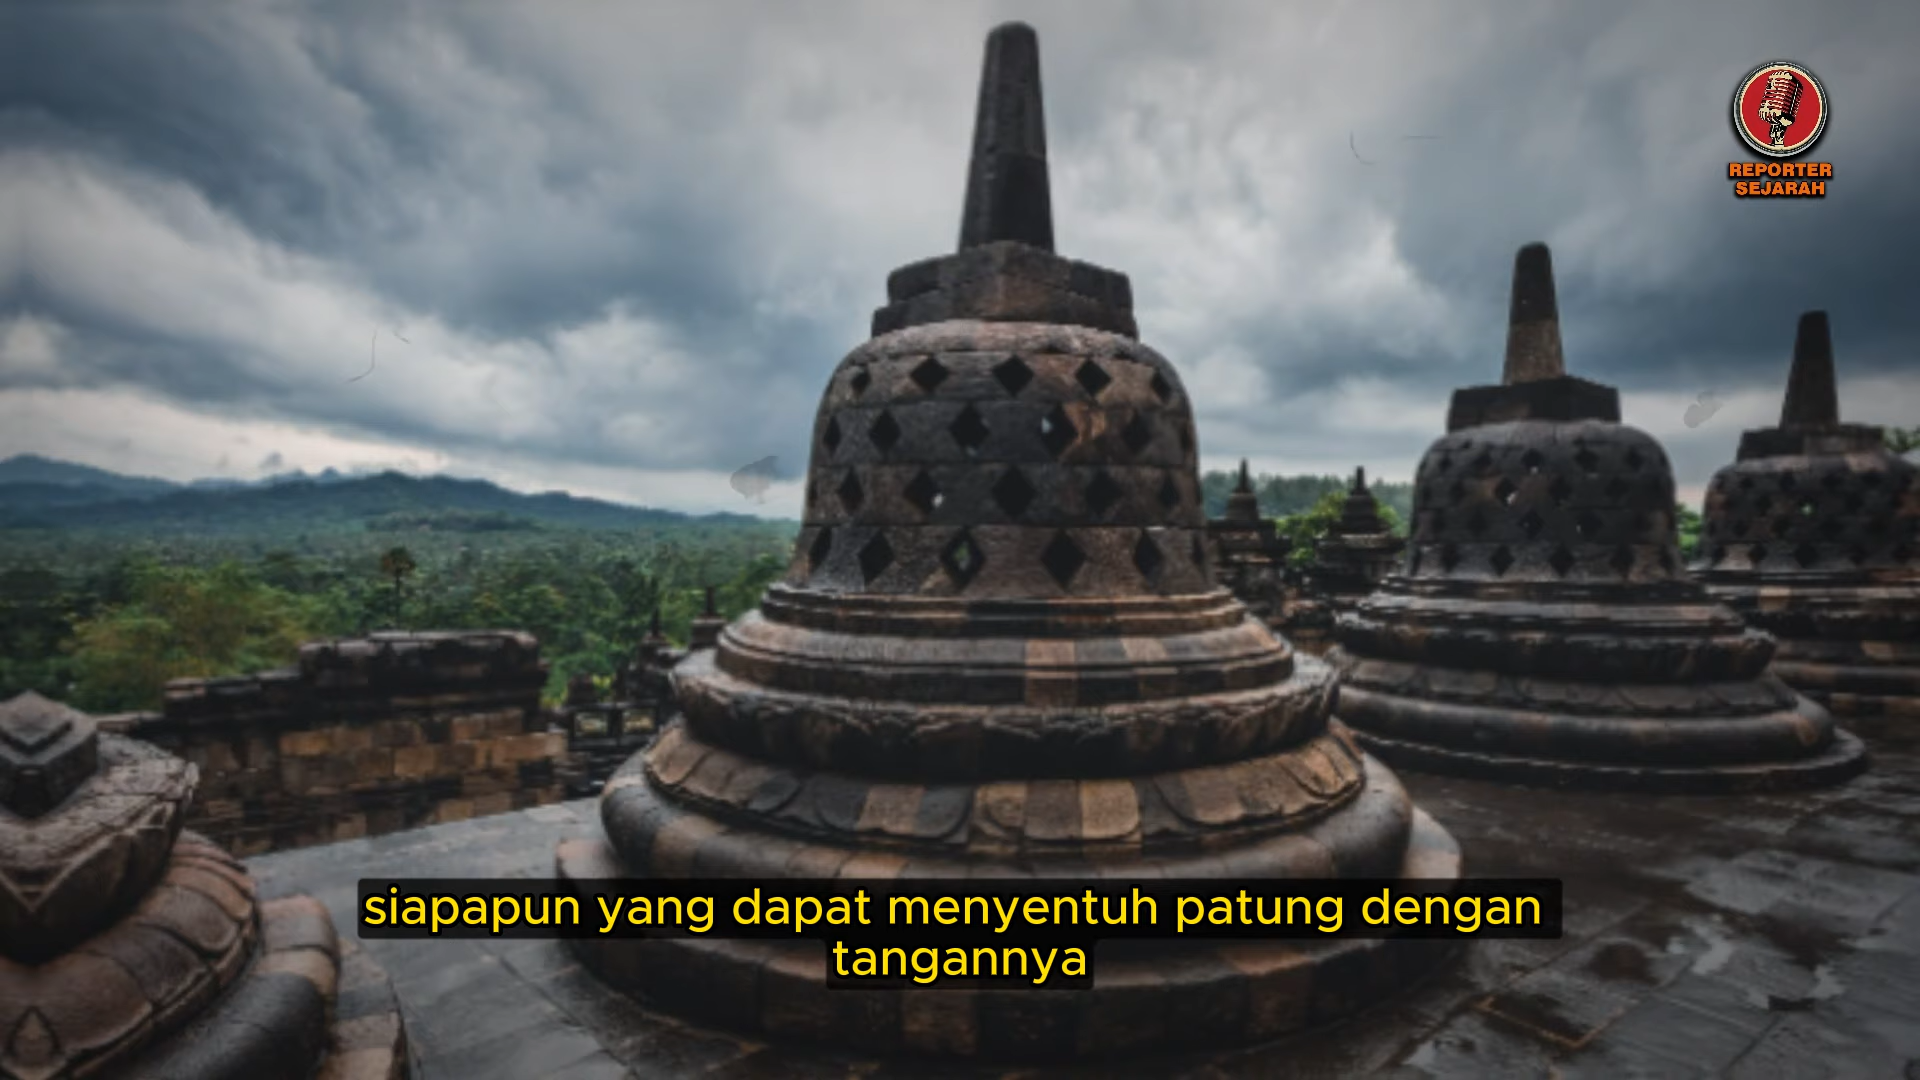 REPORTER
SEJARAH
siapapun yang dapat menyentuh patung dengan
tangannya